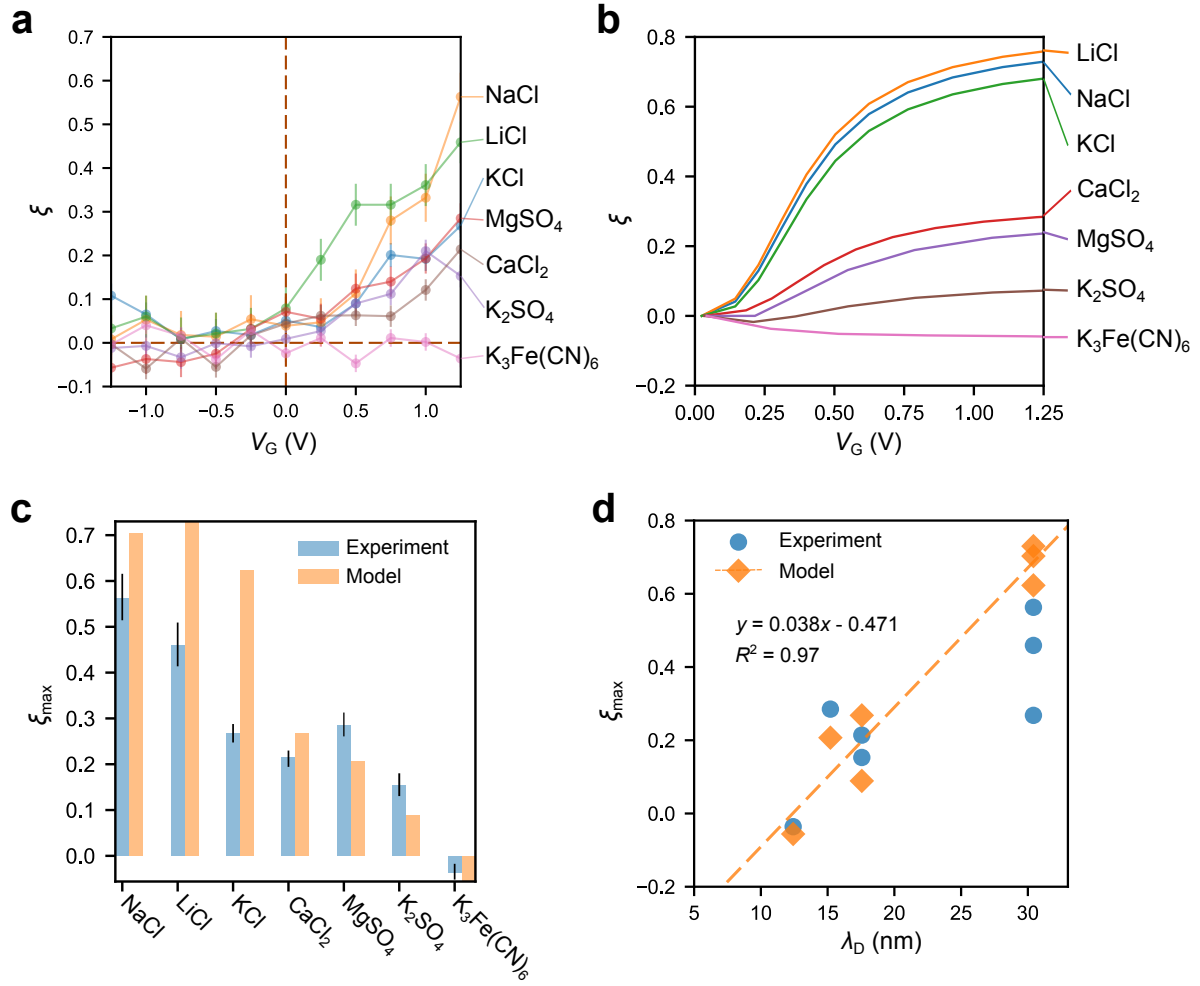 a
0.7
0.6
0.5
0.4
0.3
0.2
0.1
0.0
−0.1
ξ
−1.0
−0.5
0.0
0.5
1.0
V_G (V)
NaCl
LiCl
KCl
MgSO₄
CaCl₂
K₂SO₄
K₃Fe(CN)₆
b
0.8
0.6
0.4
0.2
0.0
−0.2
ξ
0.00
0.25
0.50
0.75
1.00
1.25
V_G (V)
LiCl
NaCl
KCl
CaCl₂
MgSO₄
K₂SO₄
K₃Fe(CN)₆
c
0.7
0.6
0.5
0.4
0.3
0.2
0.1
0.0
ξ_max
Experiment
Model
NaCl
LiCl
KCl
CaCl₂
MgSO₄
K₂SO₄
K₃Fe(CN)₆
d
0.8
0.6
0.4
0.2
0.0
−0.2
ξ_max
Experiment
Model
y = 0.038x - 0.471
R² = 0.97
5
10
15
20
25
30
λ_D (nm)